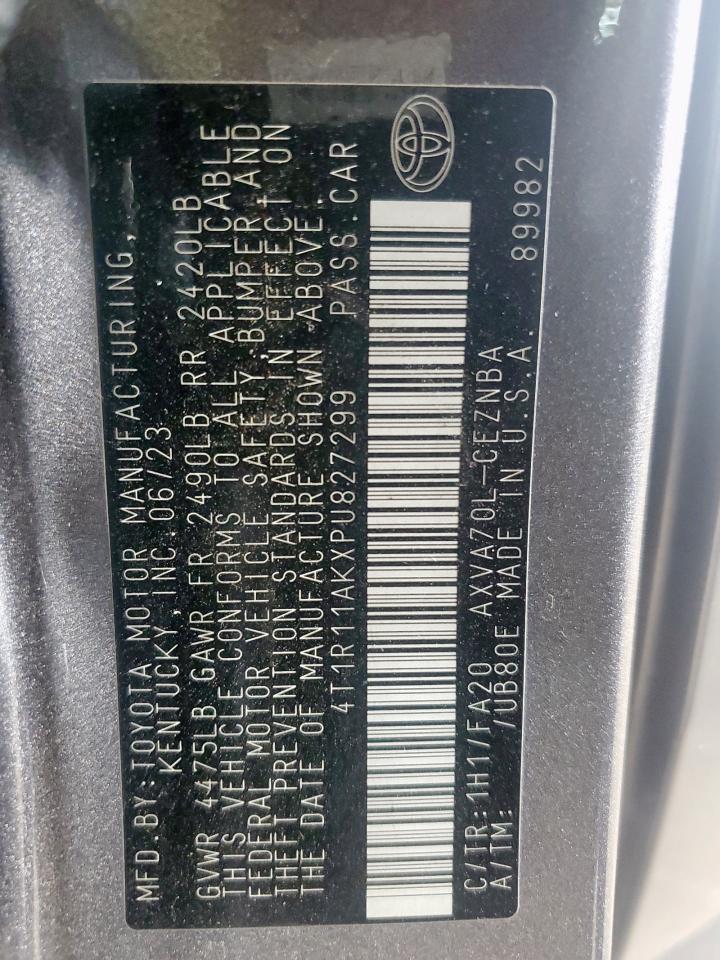 MFD.BY: TOYOTA MOTOR MANUFACTURING,
KENTUCKY, INC 06/23
GVWR 4475LB GAWR FR 2490LB RR 2420LB
THIS VEHICLE CONFORMS TO ALL APPLICABLE
FEDERAL MOTOR VEHICLE SAFETY, BUMPER, AND
THEFT PREVENTION STANDARDS IN EFFECT ON
THE DATE OF MANUFACTURE SHOWN ABOVE.
4T1R11AKXPU827299 PASS.CAR
C/TR:1H1/FA20 AXVA70L-CEZNBA
A/TM: /UB80E MADE IN U.S.A. 89982